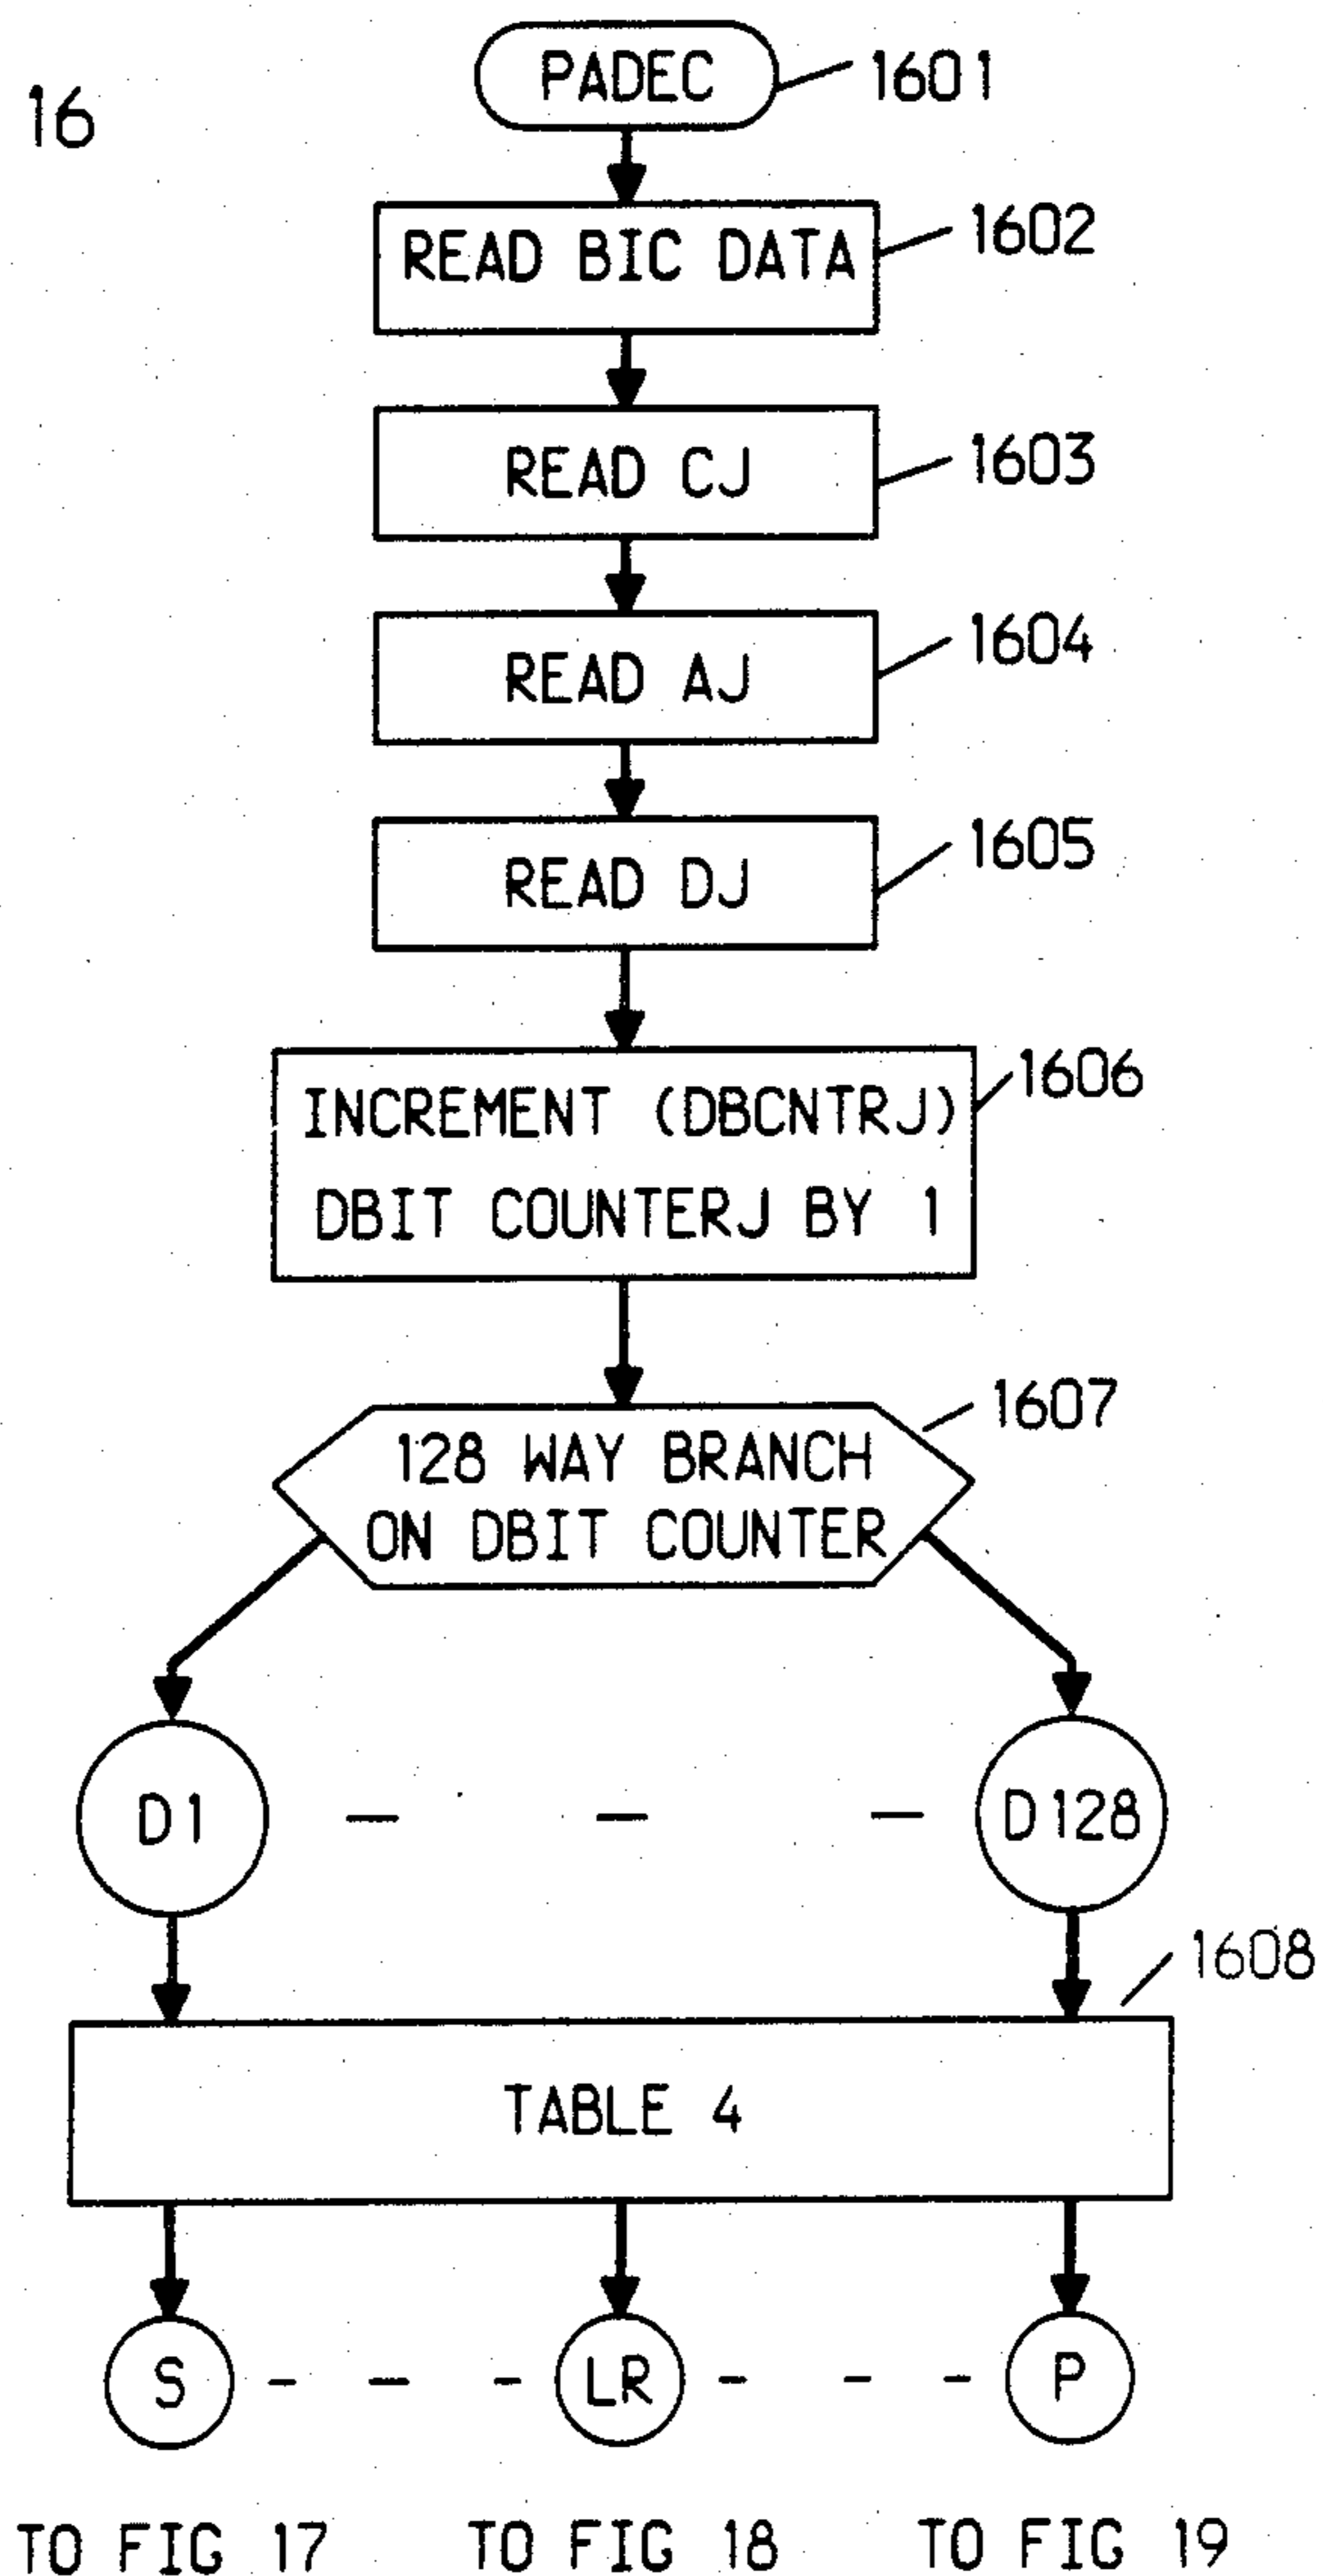 16
PADEC
1601
READ BIC DATA
1602
READ CJ
1603
READ AJ
1604
READ DJ
1605
INCREMENT (DBCNTRJ)
DBIT COUNTERJ BY 1
1606
128 WAY BRANCH
ON DBIT COUNTER
1607
D1
D128
1608
TABLE 4
S
LR
P
TO FIG 17
TO FIG 18
TO FIG 19